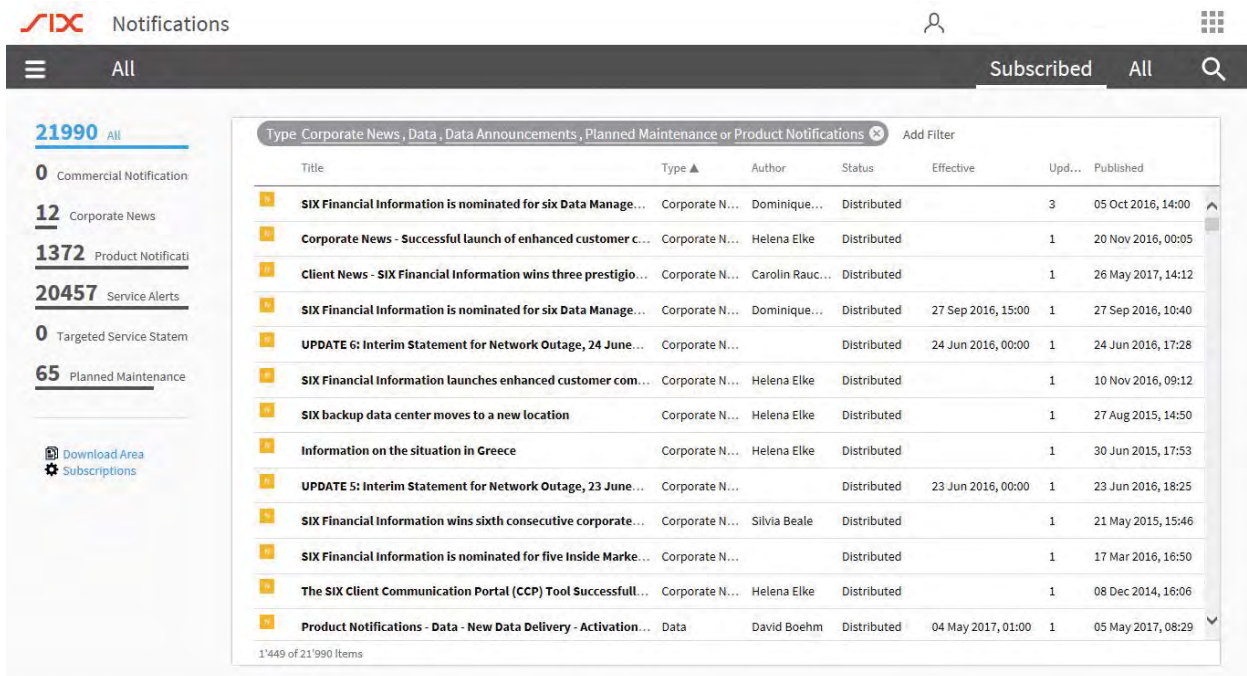 SIX Notifications
All Subscribed All
21990 All
0 Commercial Notification
12 Corporate News
1372 Product Notificati
20457 Service Alerts
0 Targeted Service Statem
65 Planned Maintenance
Download Area
Subscriptions
Type Corporate News , Data , Data Announcements , Planned Maintenance or Product Notifications Add Filter
Title Type ▲ Author Status Effective Upd... Published
N SIX Financial Information is nominated for six Data Manage... Corporate N... Dominique... Distributed 3 05 Oct 2016, 14:00
N Corporate News - Successful launch of enhanced customer c... Corporate N... Helena Elke Distributed 1 20 Nov 2016, 00:05
N Client News - SIX Financial Information wins three prestigio... Corporate N... Carolin Rauc... Distributed 1 26 May 2017, 14:12
N SIX Financial Information is nominated for six Data Manage... Corporate N... Dominique... Distributed 27 Sep 2016, 15:00 1 27 Sep 2016, 10:40
N UPDATE 6: Interim Statement for Network Outage, 24 June... Corporate N... Distributed 24 Jun 2016, 00:00 1 24 Jun 2016, 17:28
N SIX Financial Information launches enhanced customer com... Corporate N... Helena Elke Distributed 1 10 Nov 2016, 09:12
N SIX backup data center moves to a new location Corporate N... Helena Elke Distributed 1 27 Aug 2015, 14:50
N Information on the situation in Greece Corporate N... Helena Elke Distributed 1 30 Jun 2015, 17:53
N UPDATE 5: Interim Statement for Network Outage, 23 June... Corporate N... Distributed 23 Jun 2016, 00:00 1 23 Jun 2016, 18:25
N SIX Financial Information wins sixth consecutive corporate... Corporate N... Silvia Beale Distributed 1 21 May 2015, 15:46
N SIX Financial Information is nominated for five Inside Marke... Corporate N... Distributed 1 17 Mar 2016, 16:50
N The SIX Client Communication Portal (CCP) Tool Successfull... Corporate N... Helena Elke Distributed 1 08 Dec 2014, 16:06
N Product Notifications - Data - New Data Delivery - Activation... Data David Boehm Distributed 04 May 2017, 01:00 1 05 May 2017, 08:29
1'449 of 21'990 Items